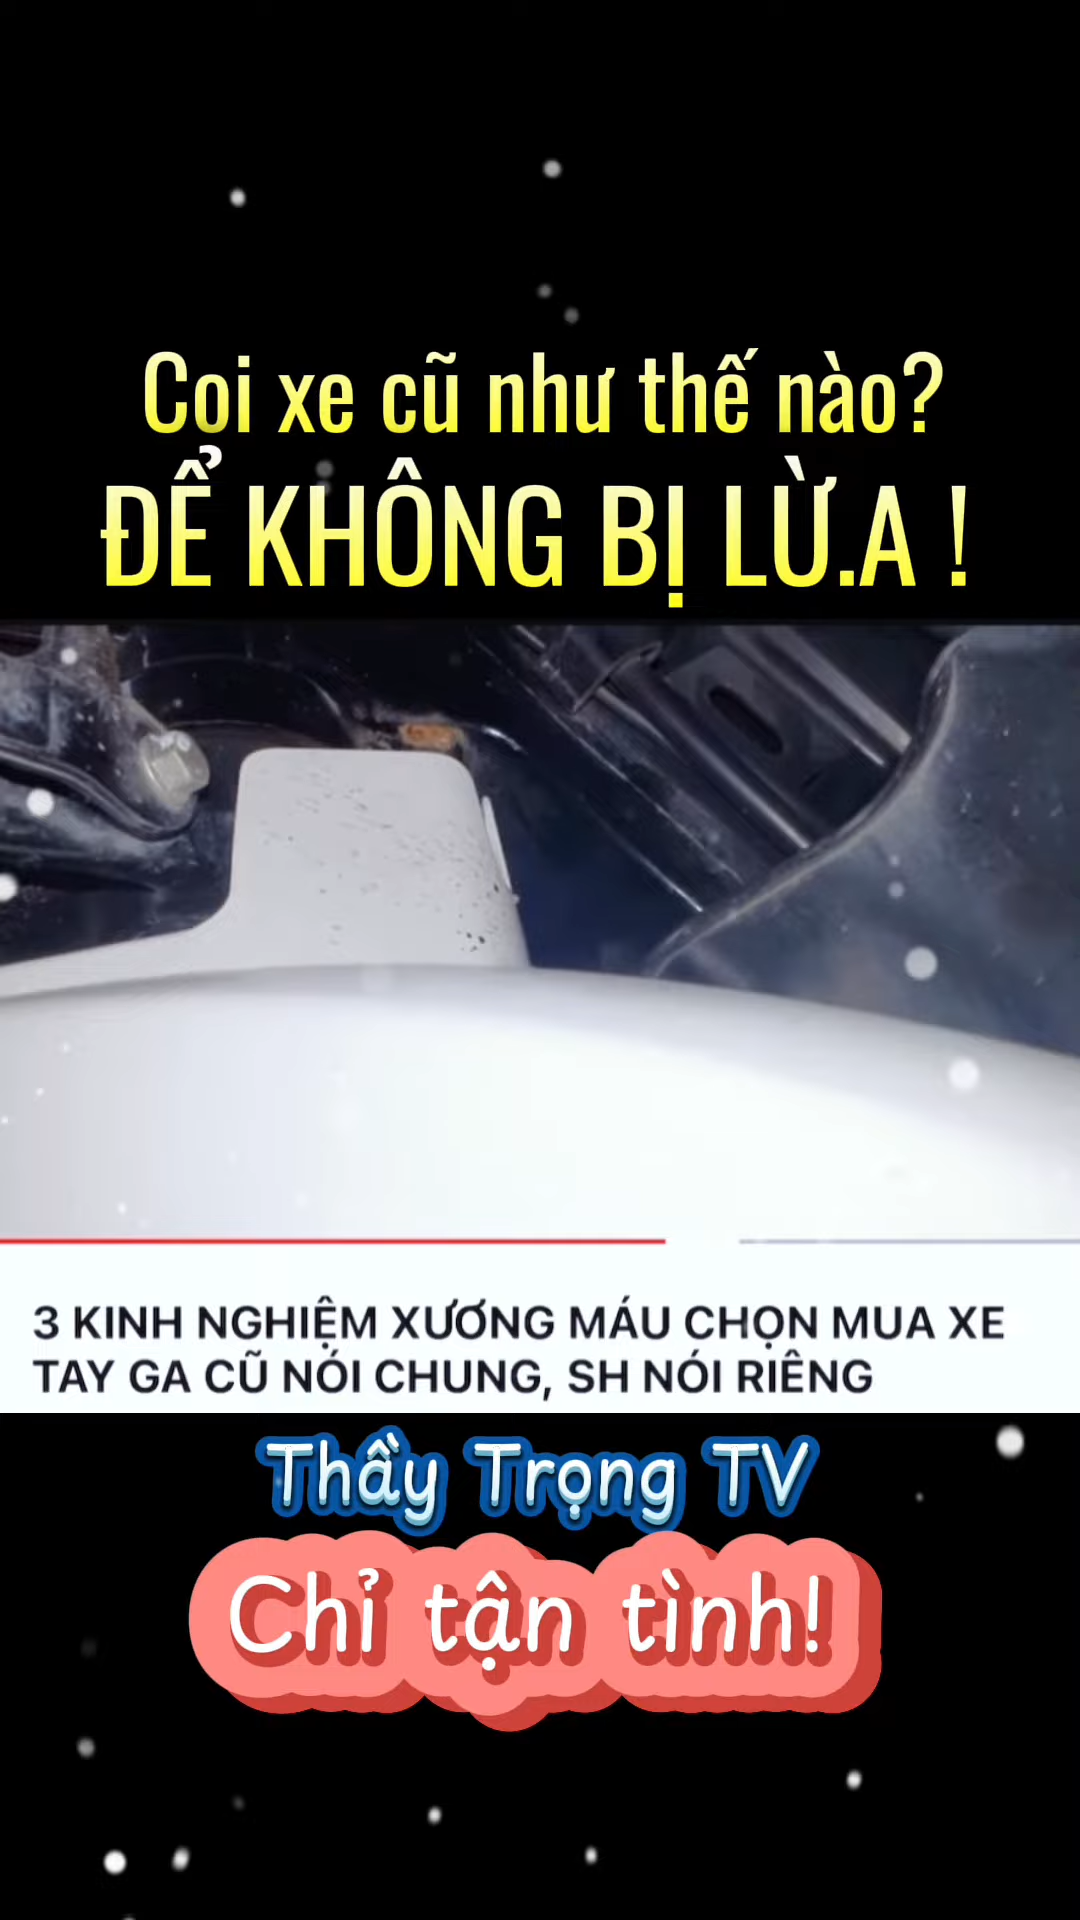 Coi xe cũ như thế nào?
ĐỂ KHÔNG BỊ LỪ.A !
3 KINH NGHIỆM XƯƠNG MÁU CHỌN MUA XE
TAY GA CŨ NÓI CHUNG, SH NÓI RIÊNG
Thầy Trọng TV
Chỉ tận tình!